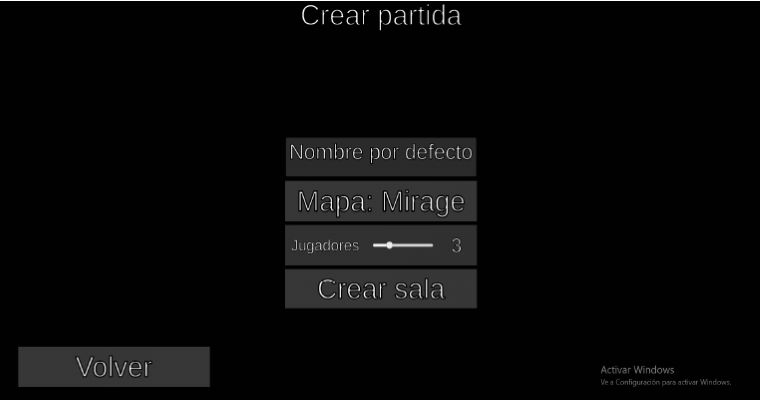 Crear partida
Nombre por defecto
Mapa: Mirage
Jugadores 3
Crear sala
Volver
Activar Windows
Ve a Configuración para activar Windows.